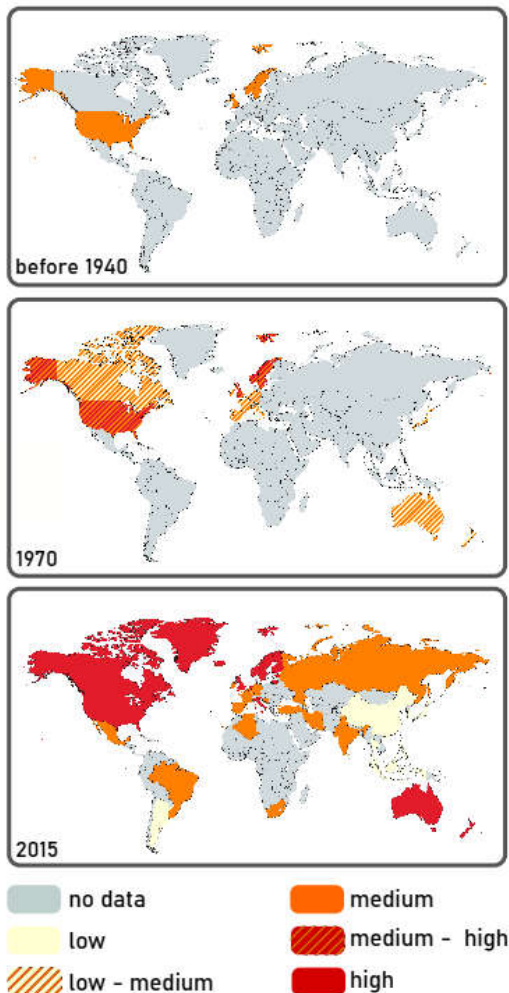 before 1940
1970
2015
no data
medium
low
medium - high
low - medium
high